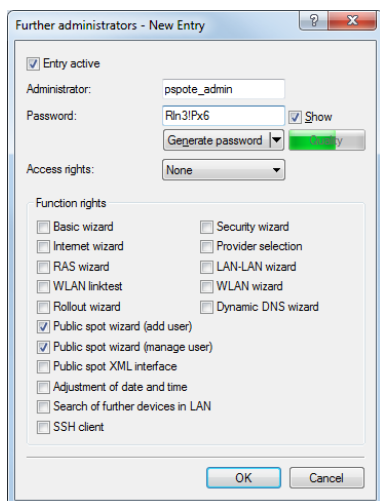 Further administrators - New Entry
Entry active
Administrator: pspote_admin
Password: Rln3!Px6 Show
Generate password Quality
Access rights: None
Function rights
Basic wizard Security wizard
Internet wizard Provider selection
RAS wizard LAN-LAN wizard
WLAN linktest WLAN wizard
Rollout wizard Dynamic DNS wizard
Public spot wizard (add user)
Public spot wizard (manage user)
Public spot XML interface
Adjustment of date and time
Search of further devices in LAN
SSH client
OK Cancel